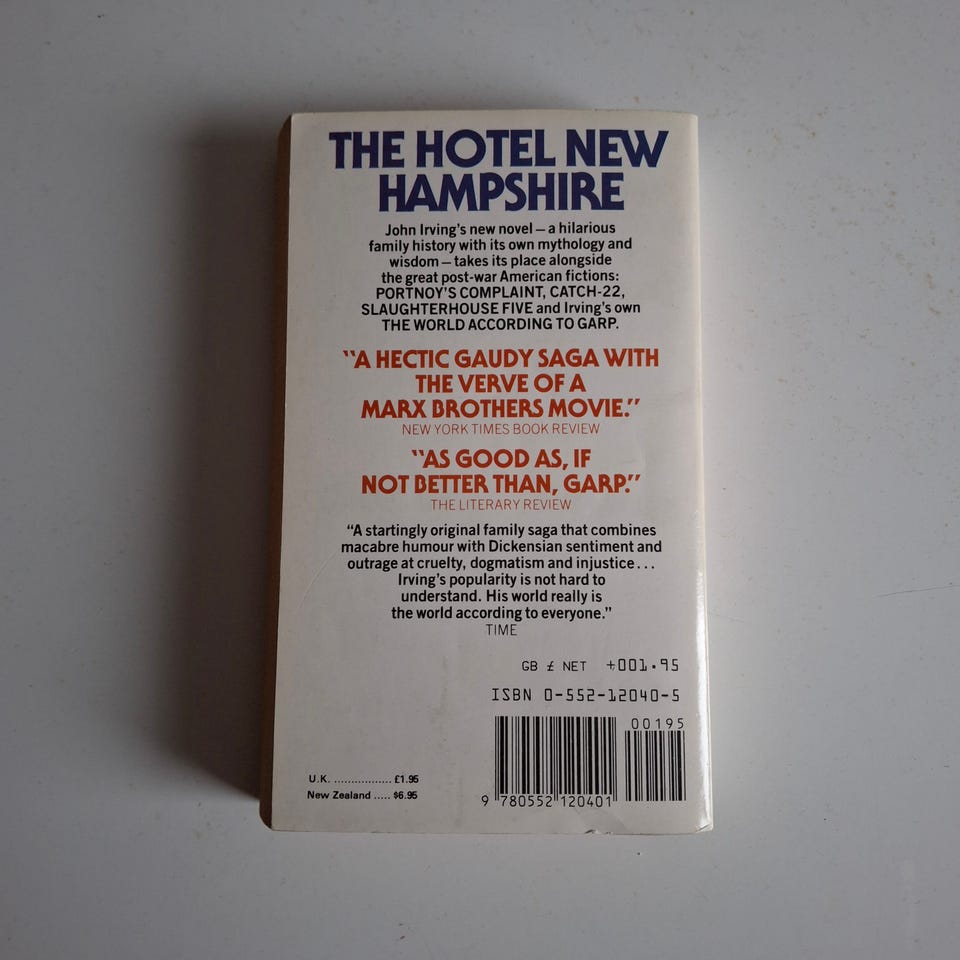 THE HOTEL NEW
HAMPSHIRE
John Irving's new novel – a hilarious
family history with its own mythology and
wisdom – takes its place alongside
the great post-war American fictions:
PORTNOY'S COMPLAINT, CATCH-22,
SLAUGHTERHOUSE FIVE and Irving's own
THE WORLD ACCORDING TO GARP.
"A HECTIC GAUDY SAGA WITH
THE VERVE OF A
MARX BROTHERS MOVIE."
NEW YORK TIMES BOOK REVIEW
"AS GOOD AS, IF
NOT BETTER THAN, GARP."
THE LITERARY REVIEW
"A startingly original family saga that combines
macabre humour with Dickensian sentiment and
outrage at cruelty, dogmatism and injustice...
Irving's popularity is not hard to
understand. His world really is
the world according to everyone."
TIME
GB £ NET +001.95
ISBN 0-552-12040-5
00195
U.K. ................. £1.95
New Zealand ..... $6.95
9 780552 120401